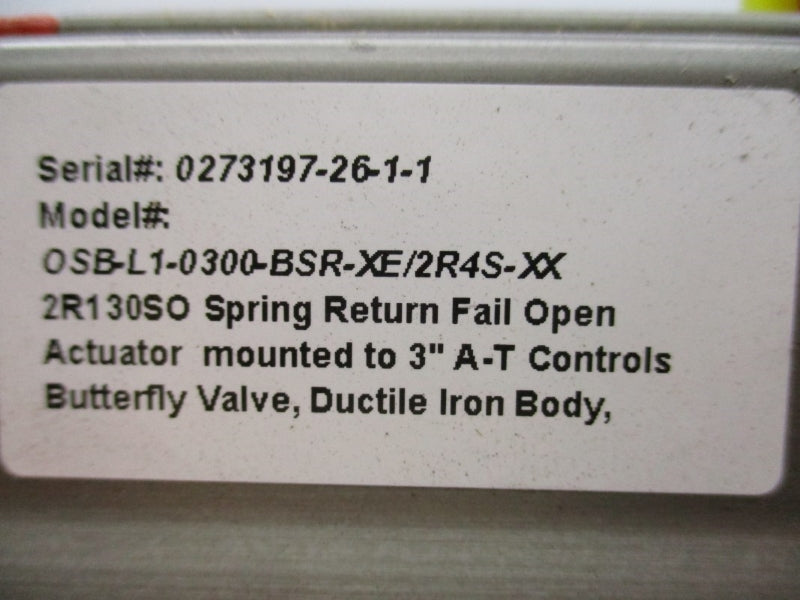 Serial#: 0273197-26-1-1
Model#:
OSB-L1-0300-BSR-XE/2R4S-XX
2R130SO Spring Return Fail Open
Actuator mounted to 3" A-T Controls
Butterfly Valve, Ductile Iron Body,